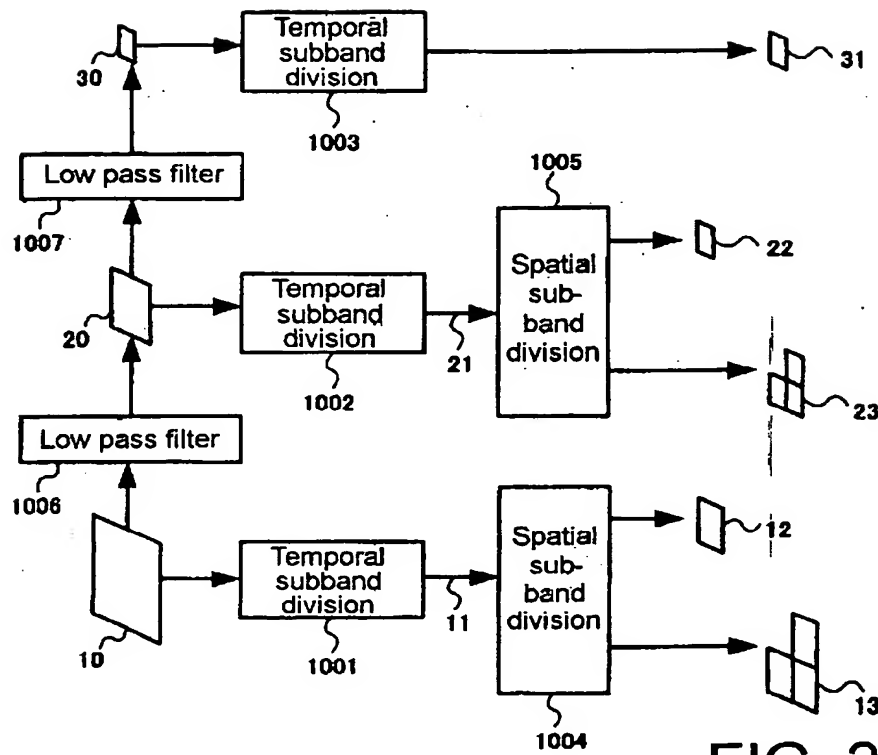 30
Temporal
subband
division
1003
31
Low pass filter
1007
1005
22
20
Temporal
subband
division
1002
21
Spatial
sub-
band
division
23
Low pass filter
1006
10
Temporal
subband
division
1001
11
Spatial
sub-
band
division
1004
12
13
FIG. 3